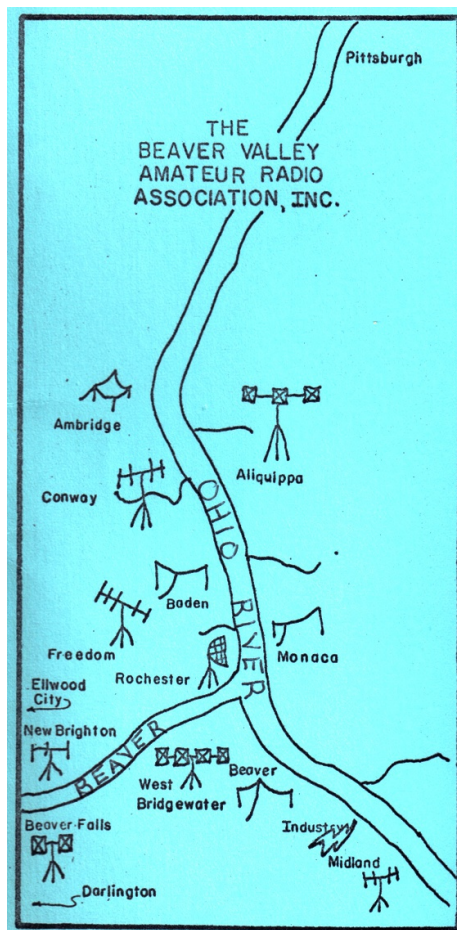 Pittsburgh
THE
BEAVER VALLEY
AMATEUR RADIO
ASSOCIATION, INC.
Ambridge
Aliquippa
Conway
OHIO RIVER
Baden
Freedom
Monaca
Rochester
Ellwood
City
New Brighton
BEAVER
West
Bridgewater
Beaver
Beaver Falls
Industry
Midland
Darlington